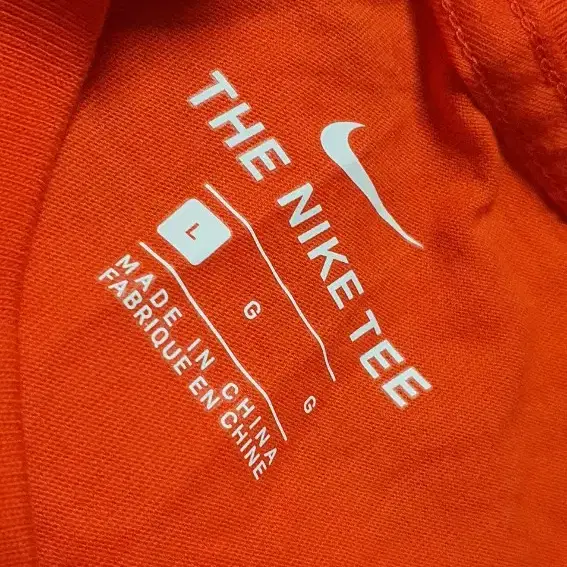 THE NIKE TEE
L G G
MADE IN CHINA
FABRIQUE EN CHINE